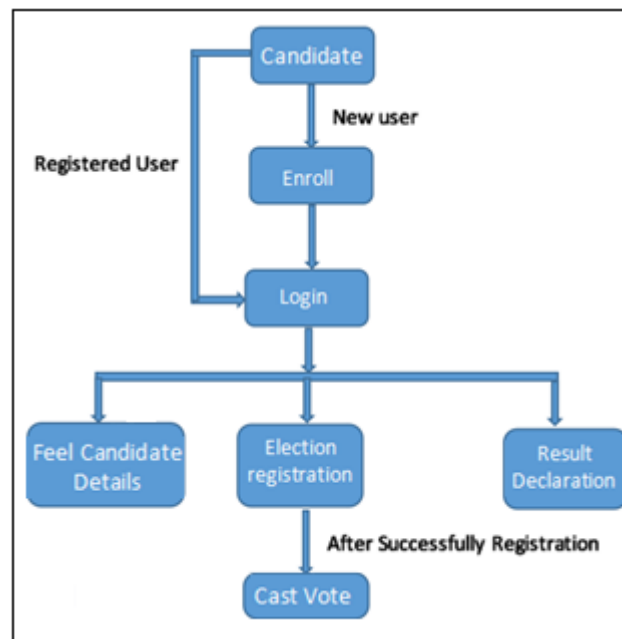 Candidate
New user
Registered User
Enroll
Login
Feel Candidate
Details
Election
registration
Result
Declaration
After Successfully Registration
Cast Vote